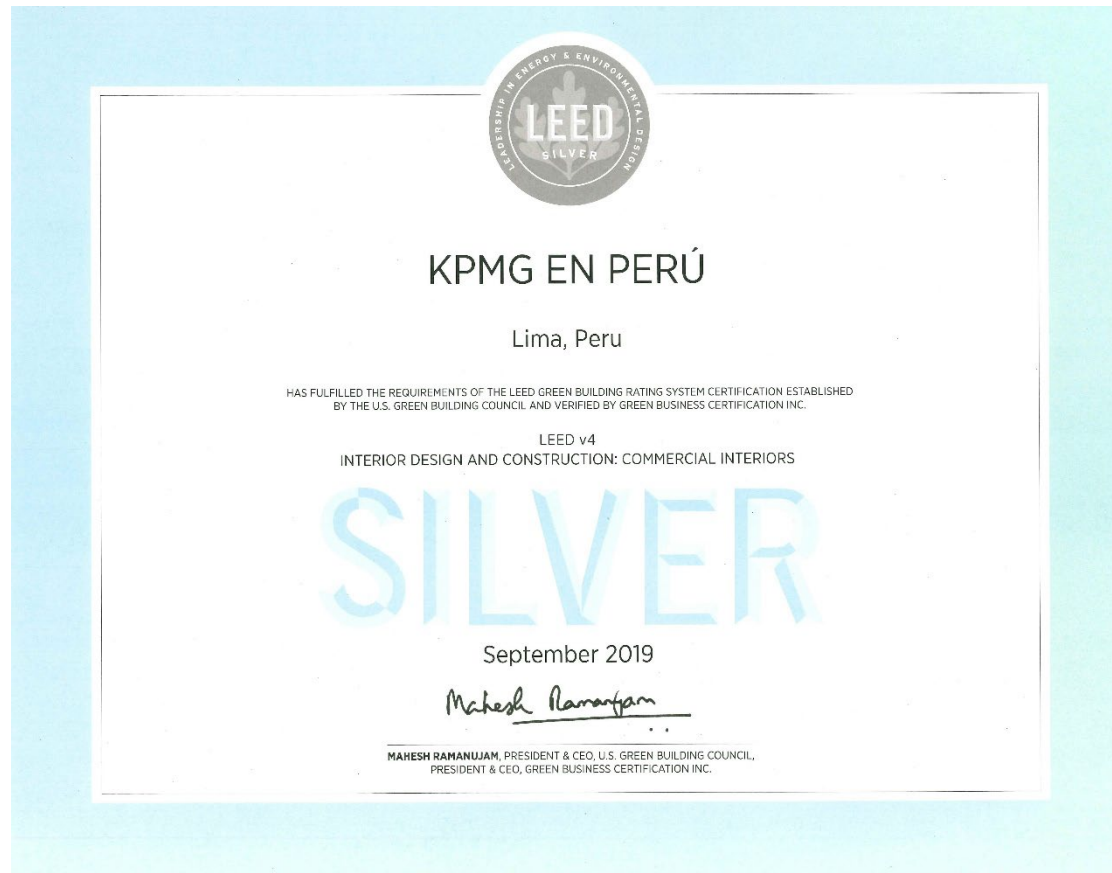 LEADERSHIP IN ENERGY & ENVIRONMENTAL DESIGN
LEED
SILVER
KPMG EN PERÚ
Lima, Peru
HAS FULFILLED THE REQUIREMENTS OF THE LEED GREEN BUILDING RATING SYSTEM CERTIFICATION ESTABLISHED
BY THE U.S. GREEN BUILDING COUNCIL AND VERIFIED BY GREEN BUSINESS CERTIFICATION INC.
LEED v4
INTERIOR DESIGN AND CONSTRUCTION: COMMERCIAL INTERIORS
SILVER
September 2019
Mahesh Ramanujam
MAHESH RAMANUJAM, PRESIDENT & CEO, U.S. GREEN BUILDING COUNCIL,
PRESIDENT & CEO, GREEN BUSINESS CERTIFICATION INC.